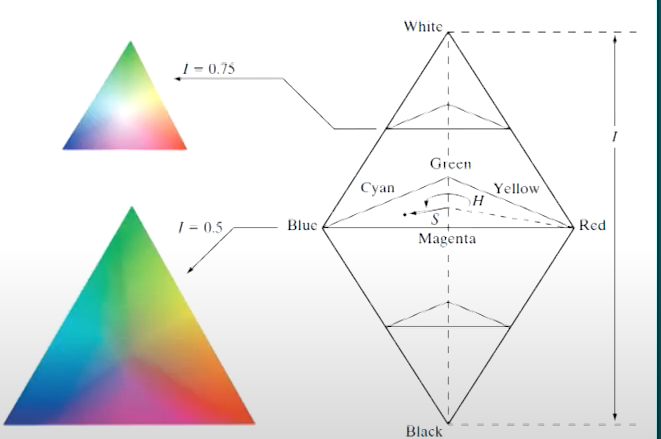 White
I = 0.75
I
Green
Cyan
Yellow
H
S
I = 0.5
Blue
Red
Magenta
Black